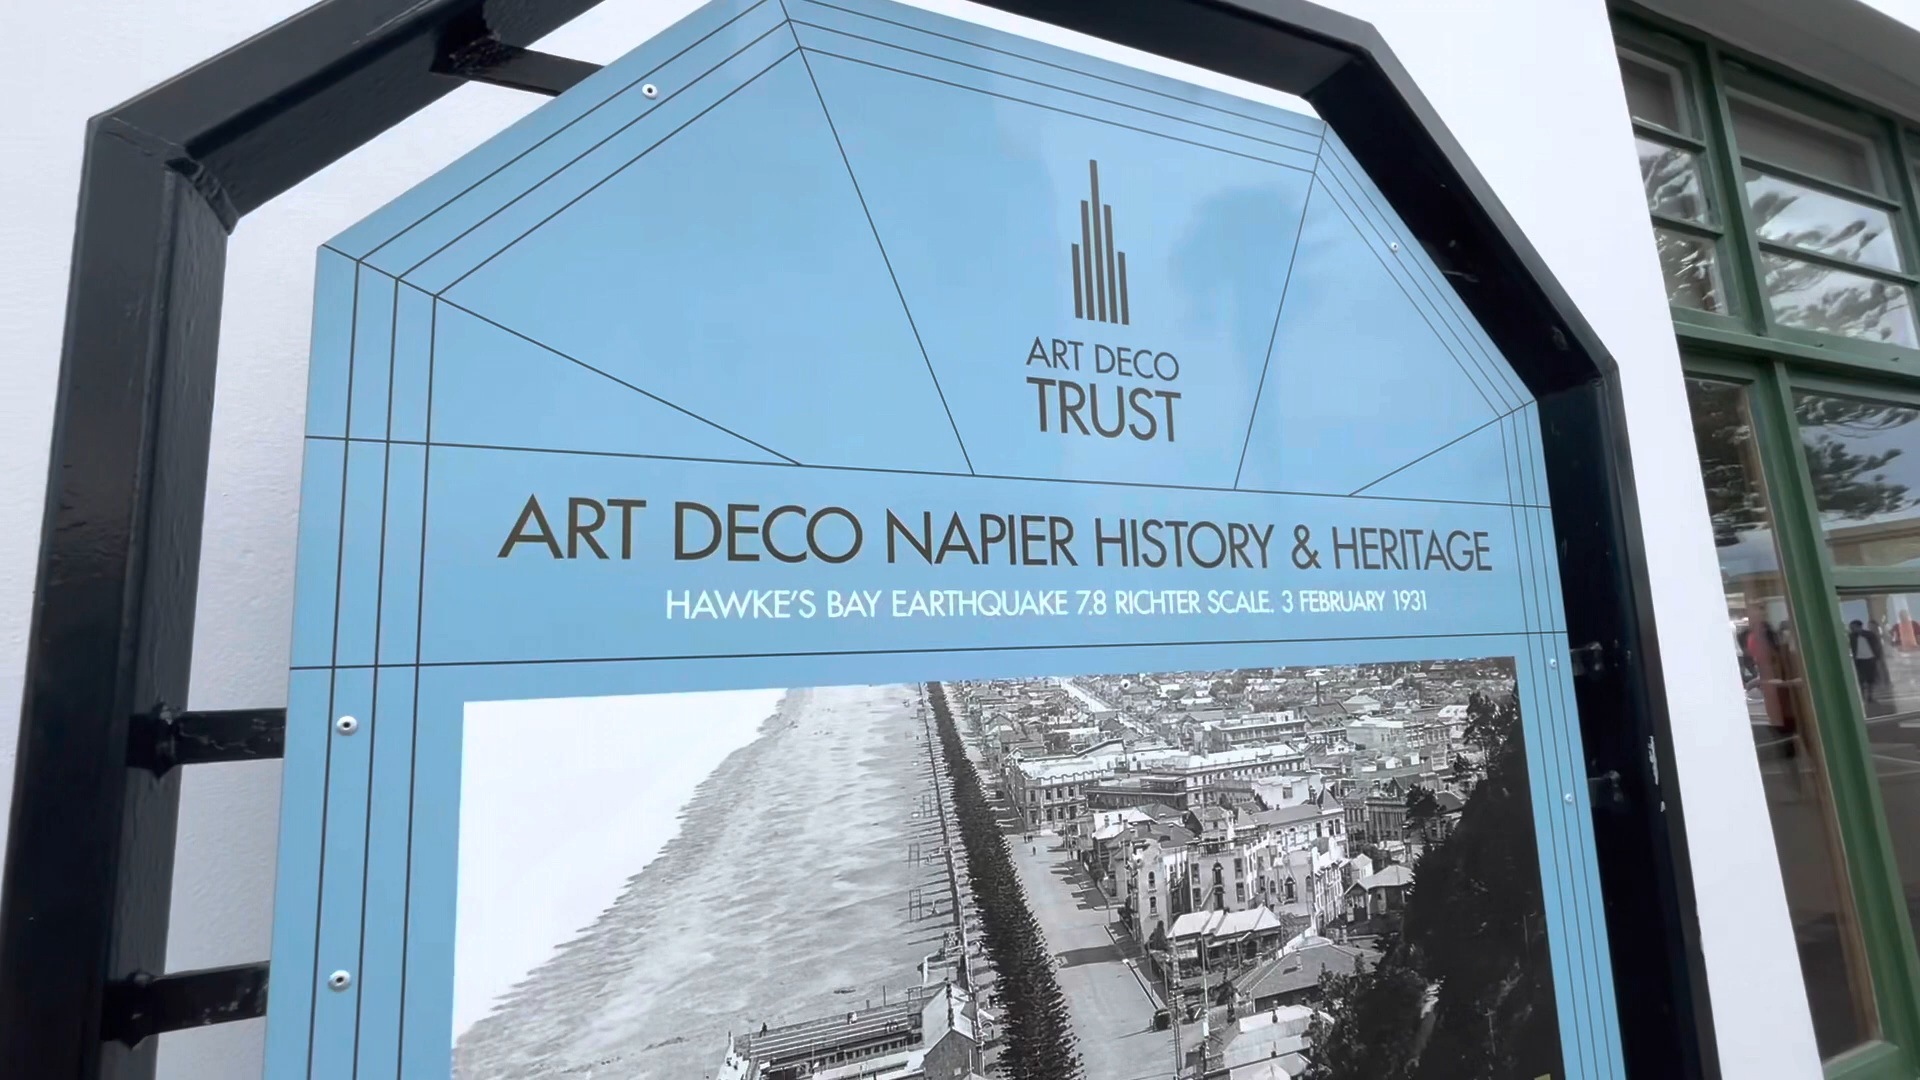 ART DECO
TRUST
ART DECO NAPIER HISTORY & HERITAGE
HAWKE'S BAY EARTHQUAKE 7.8 RICHTER SCALE. 3 FEBRUARY 1931